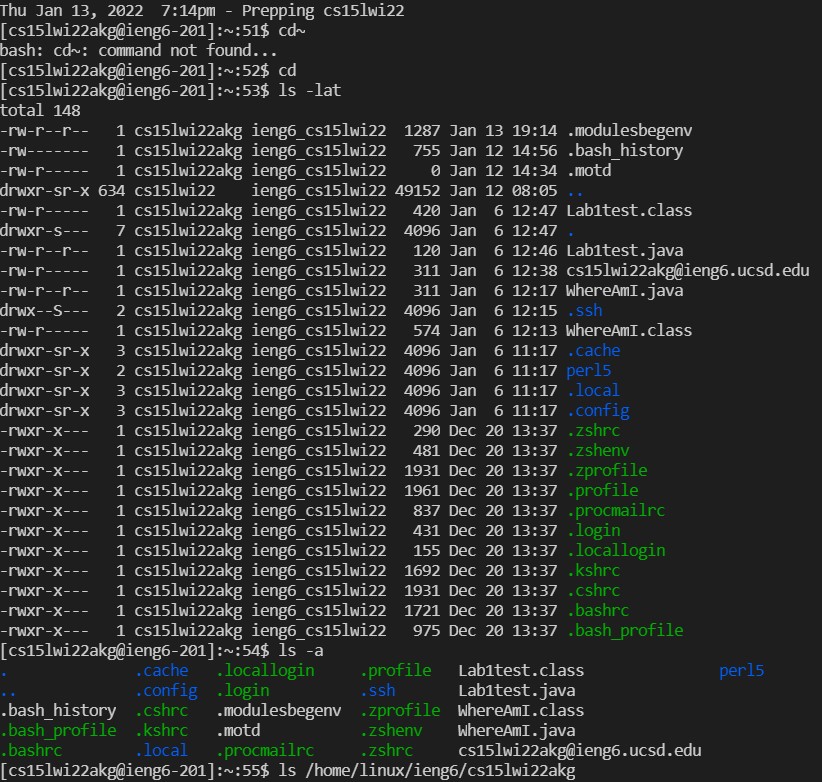 Thu Jan 13, 2022  7:14pm - Prepping cs15lwi22
[cs15lwi22akg@ieng6-201]:~:51$ cd~
bash: cd~: command not found...
[cs15lwi22akg@ieng6-201]:~:52$ cd
[cs15lwi22akg@ieng6-201]:~:53$ ls -lat
total 148
-rw-r--r--   1 cs15lwi22akg ieng6_cs15lwi22  1287 Jan 13 19:14 .modulesbegenv
-rw-------   1 cs15lwi22akg ieng6_cs15lwi22   755 Jan 12 14:56 .bash_history
-rw-r-----   1 cs15lwi22akg ieng6_cs15lwi22     0 Jan 12 14:34 .motd
drwxr-sr-x 634 cs15lwi22    ieng6_cs15lwi22 49152 Jan 12 08:05 ..
-rw-r-----   1 cs15lwi22akg ieng6_cs15lwi22   420 Jan  6 12:47 Lab1test.class
drwxr-s---   7 cs15lwi22akg ieng6_cs15lwi22  4096 Jan  6 12:47 .
-rw-r--r--   1 cs15lwi22akg ieng6_cs15lwi22   120 Jan  6 12:46 Lab1test.java
-rw-r-----   1 cs15lwi22akg ieng6_cs15lwi22   311 Jan  6 12:38 cs15lwi22akg@ieng6.ucsd.edu
-rw-r--r--   1 cs15lwi22akg ieng6_cs15lwi22   311 Jan  6 12:17 WhereAmI.java
drwx--S---   2 cs15lwi22akg ieng6_cs15lwi22  4096 Jan  6 12:15 .ssh
-rw-r-----   1 cs15lwi22akg ieng6_cs15lwi22   574 Jan  6 12:13 WhereAmI.class
drwxr-sr-x   3 cs15lwi22akg ieng6_cs15lwi22  4096 Jan  6 11:17 .cache
drwxr-sr-x   2 cs15lwi22akg ieng6_cs15lwi22  4096 Jan  6 11:17 perl5
drwxr-sr-x   3 cs15lwi22akg ieng6_cs15lwi22  4096 Jan  6 11:17 .local
drwxr-sr-x   3 cs15lwi22akg ieng6_cs15lwi22  4096 Jan  6 11:17 .config
-rwxr-x---   1 cs15lwi22akg ieng6_cs15lwi22   290 Dec 20 13:37 .zshrc
-rwxr-x---   1 cs15lwi22akg ieng6_cs15lwi22   481 Dec 20 13:37 .zshenv
-rwxr-x---   1 cs15lwi22akg ieng6_cs15lwi22  1931 Dec 20 13:37 .zprofile
-rwxr-x---   1 cs15lwi22akg ieng6_cs15lwi22  1961 Dec 20 13:37 .profile
-rwxr-x---   1 cs15lwi22akg ieng6_cs15lwi22   837 Dec 20 13:37 .procmailrc
-rwxr-x---   1 cs15lwi22akg ieng6_cs15lwi22   431 Dec 20 13:37 .login
-rwxr-x---   1 cs15lwi22akg ieng6_cs15lwi22   155 Dec 20 13:37 .locallogin
-rwxr-x---   1 cs15lwi22akg ieng6_cs15lwi22  1692 Dec 20 13:37 .kshrc
-rwxr-x---   1 cs15lwi22akg ieng6_cs15lwi22  1931 Dec 20 13:37 .cshrc
-rwxr-x---   1 cs15lwi22akg ieng6_cs15lwi22  1721 Dec 20 13:37 .bashrc
-rwxr-x---   1 cs15lwi22akg ieng6_cs15lwi22   975 Dec 20 13:37 .bash_profile
[cs15lwi22akg@ieng6-201]:~:54$ ls -a
.              .cache   .locallogin     .profile   Lab1test.class               perl5
..             .config  .login          .ssh       Lab1test.java
.bash_history  .cshrc   .modulesbegenv  .zprofile  WhereAmI.class
.bash_profile  .kshrc   .motd           .zshenv    WhereAmI.java
.bashrc        .local   .procmailrc     .zshrc     cs15lwi22akg@ieng6.ucsd.edu
[cs15lwi22akg@ieng6-201]:~:55$ ls /home/linux/ieng6/cs15lwi22akg